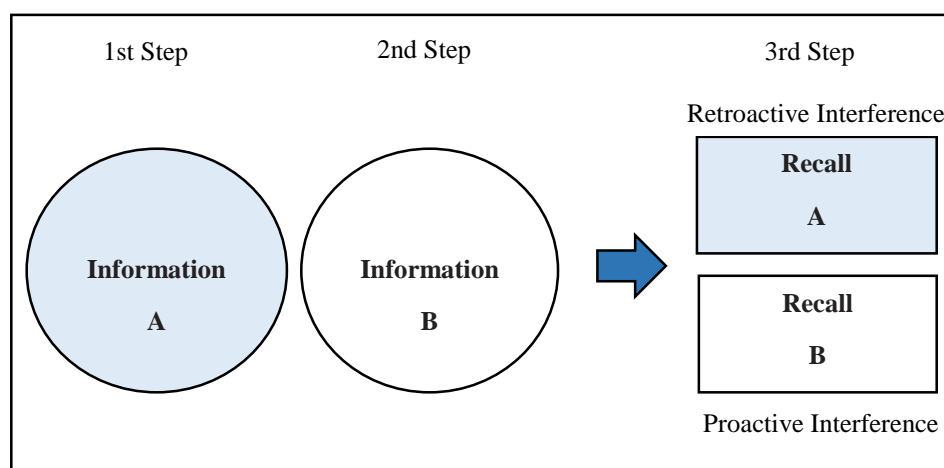 1st Step
2nd Step
3rd Step
Retroactive Interference
Recall
A
Information
A
Information
B
Recall
B
Proactive Interference